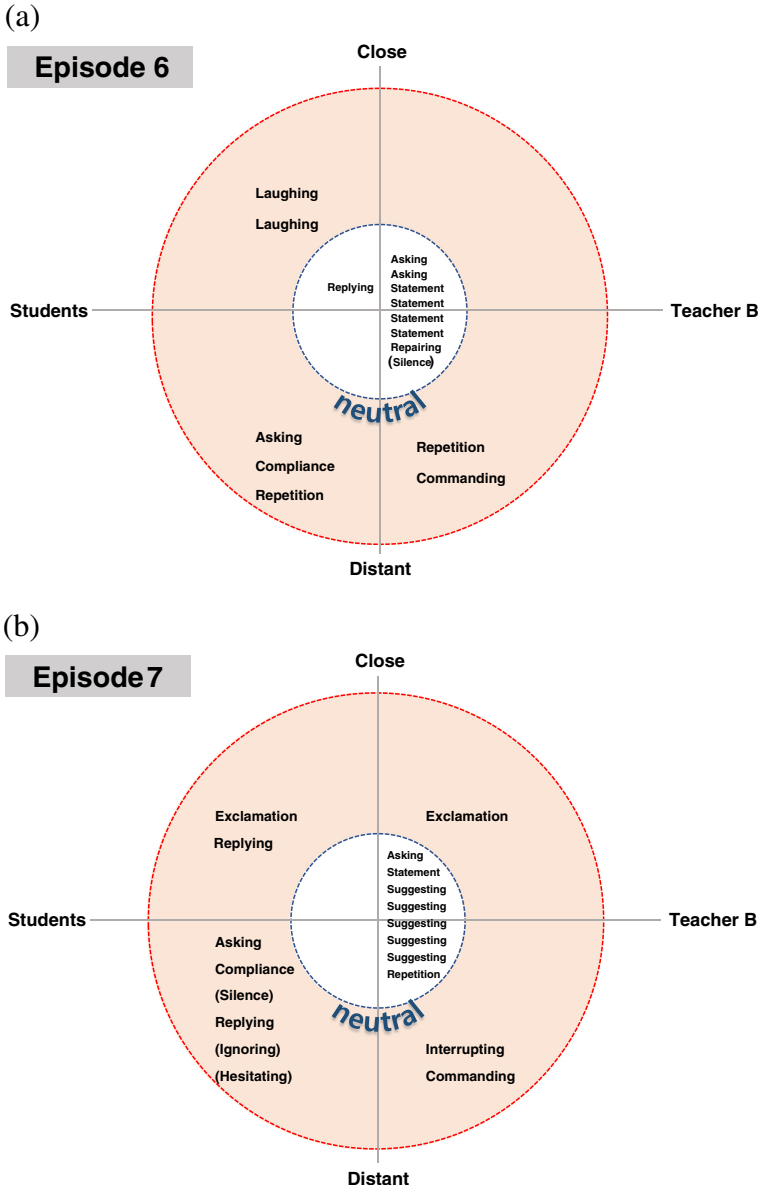 (a)
Episode 6
Close
Laughing
Laughing
Replying
Asking
Asking
Statement
Statement
Statement
Statement
Repairing
(Silence)
Students
Teacher B
neutral
Asking
Compliance
Repetition
Repetition
Commanding
Distant
(b)
Episode 7
Close
Exclamation
Replying
Exclamation
Asking
Statement
Suggesting
Suggesting
Suggesting
Suggesting
Suggesting
Repetition
Students
Teacher B
Asking
Compliance
(Silence)
Replying
(Ignoring)
(Hesitating)
neutral
Interrupting
Commanding
Distant